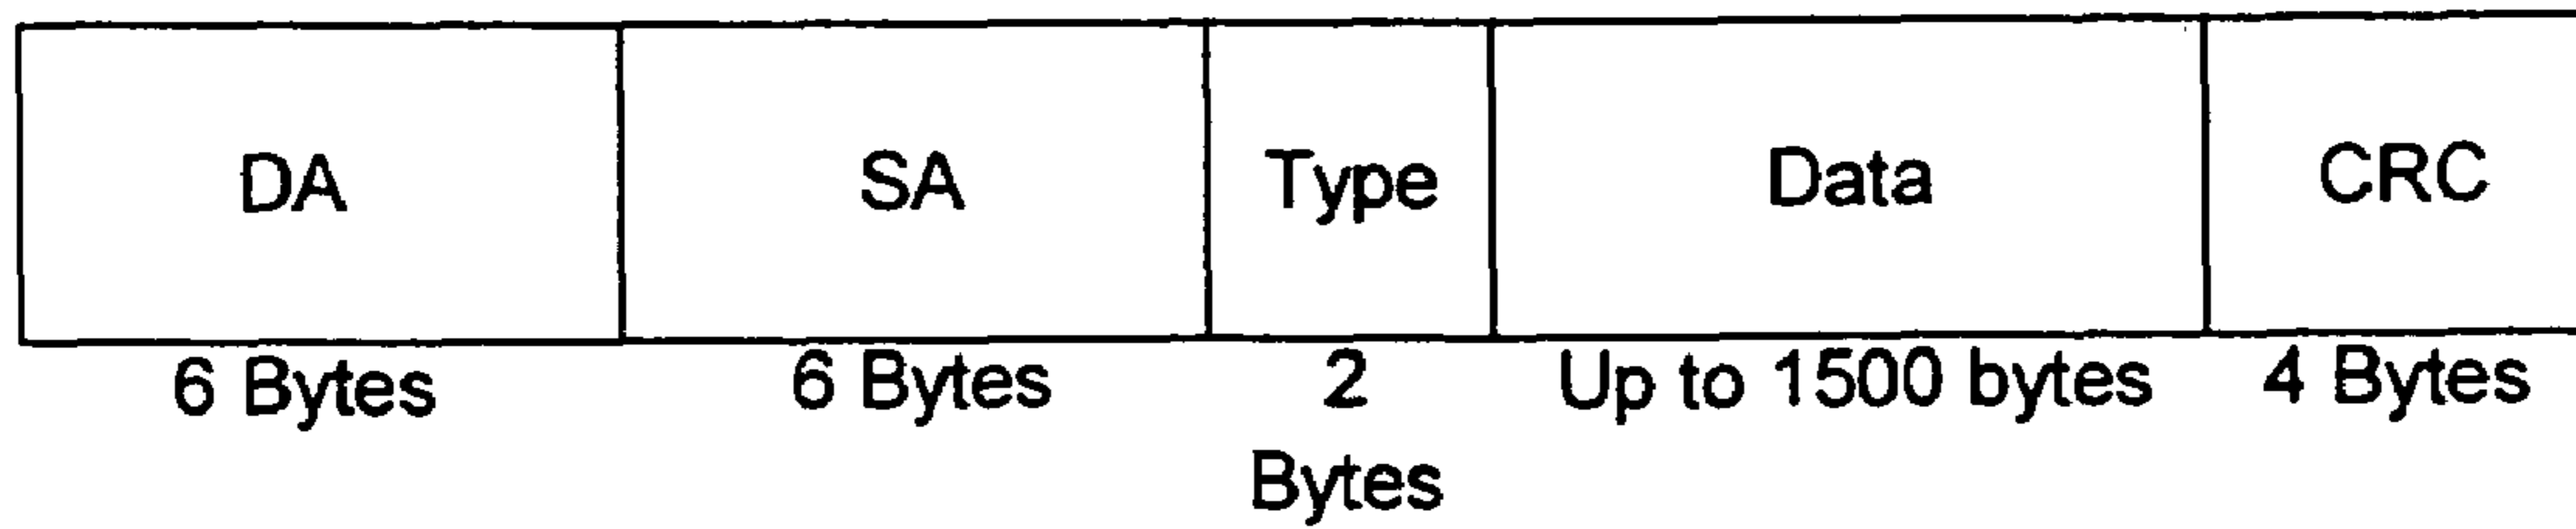 DA SA Type Data CRC
6 Bytes 6 Bytes 2 Up to 1500 bytes 4 Bytes
Bytes